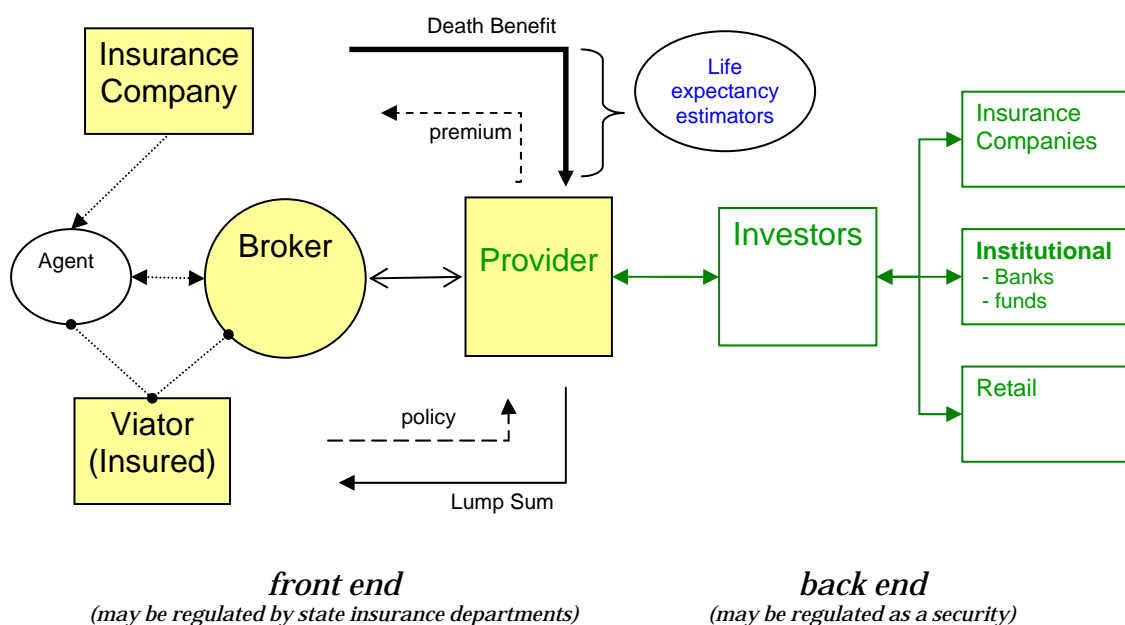 Death Benefit
Insurance
Company
Life
expectancy
estimators
premium
Insurance
Companies
Agent
Broker
Provider
Investors
Institutional
- Banks
- funds
Viator
(Insured)
policy
Lump Sum
Retail
front end
(may be regulated by state insurance departments)
back end
(may be regulated as a security)